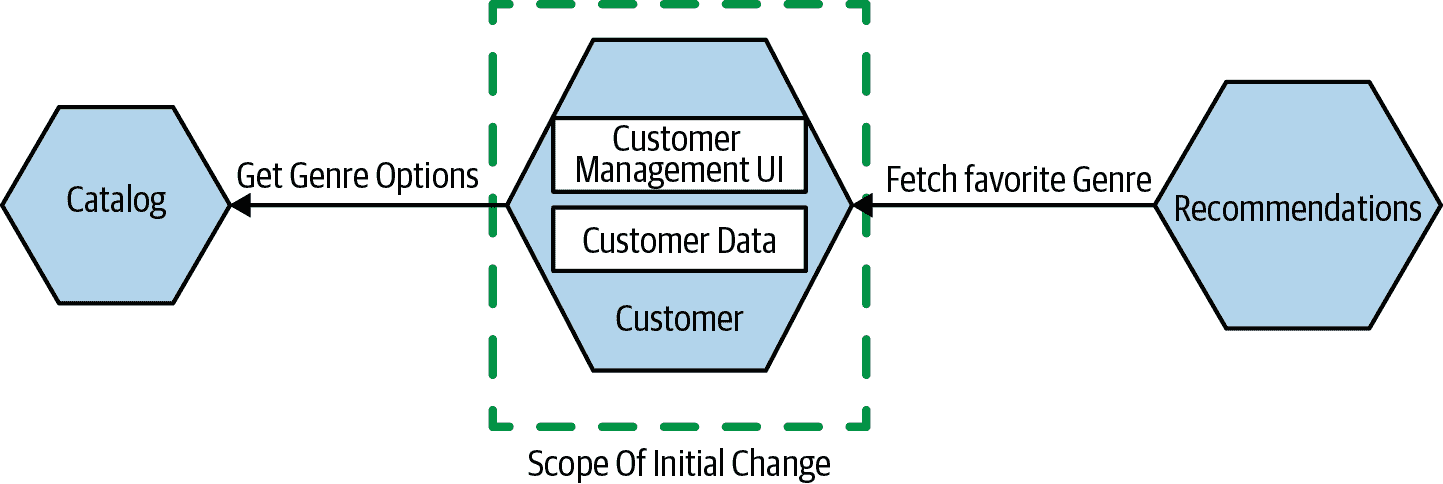 Catalog
Get Genre Options
Customer
Management UI
Customer Data
Customer
Fetch favorite Genre
Recommendations
Scope Of Initial Change